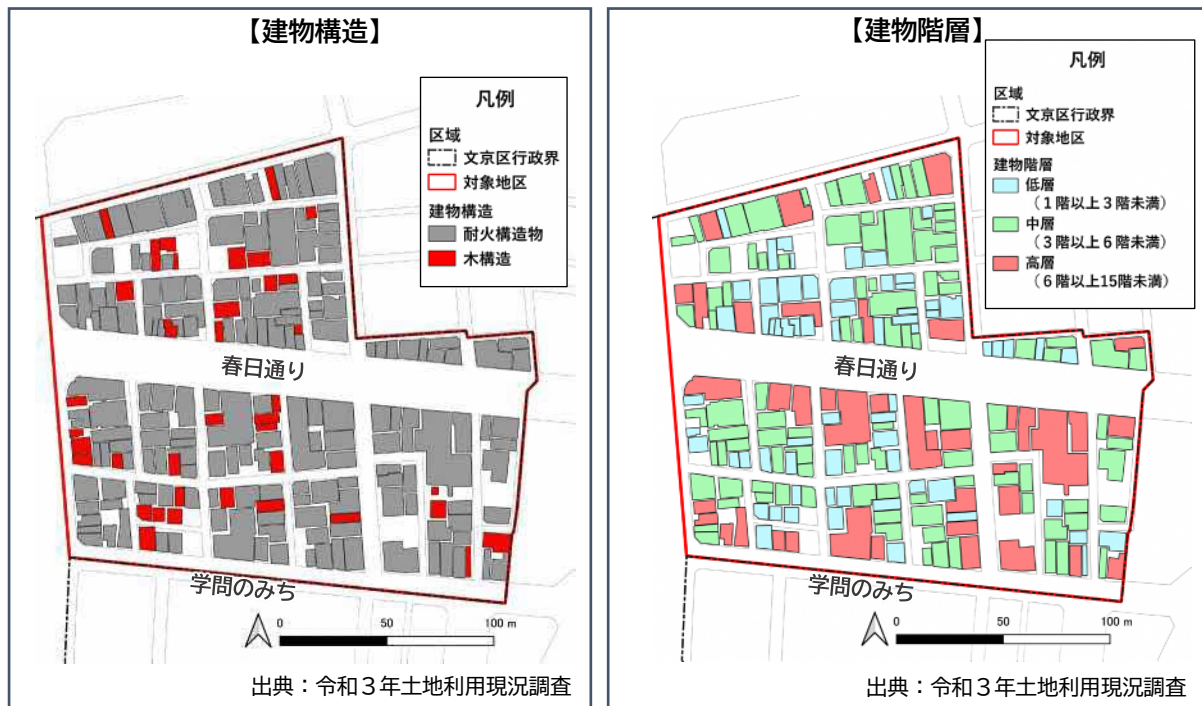 【建物構造】
凡例
区域
文京区行政界
対象地区
建物構造
耐火構造物
木構造
春日通り
学問のみち
0 50 100 m
出典：令和３年土地利用現況調査
【建物階層】
凡例
区域
文京区行政界
対象地区
建物階層
低層
（１階以上３階未満）
中層
（３階以上６階未満）
高層
（６階以上15階未満）
春日通り
学問のみち
0 50 100 m
出典：令和３年土地利用現況調査